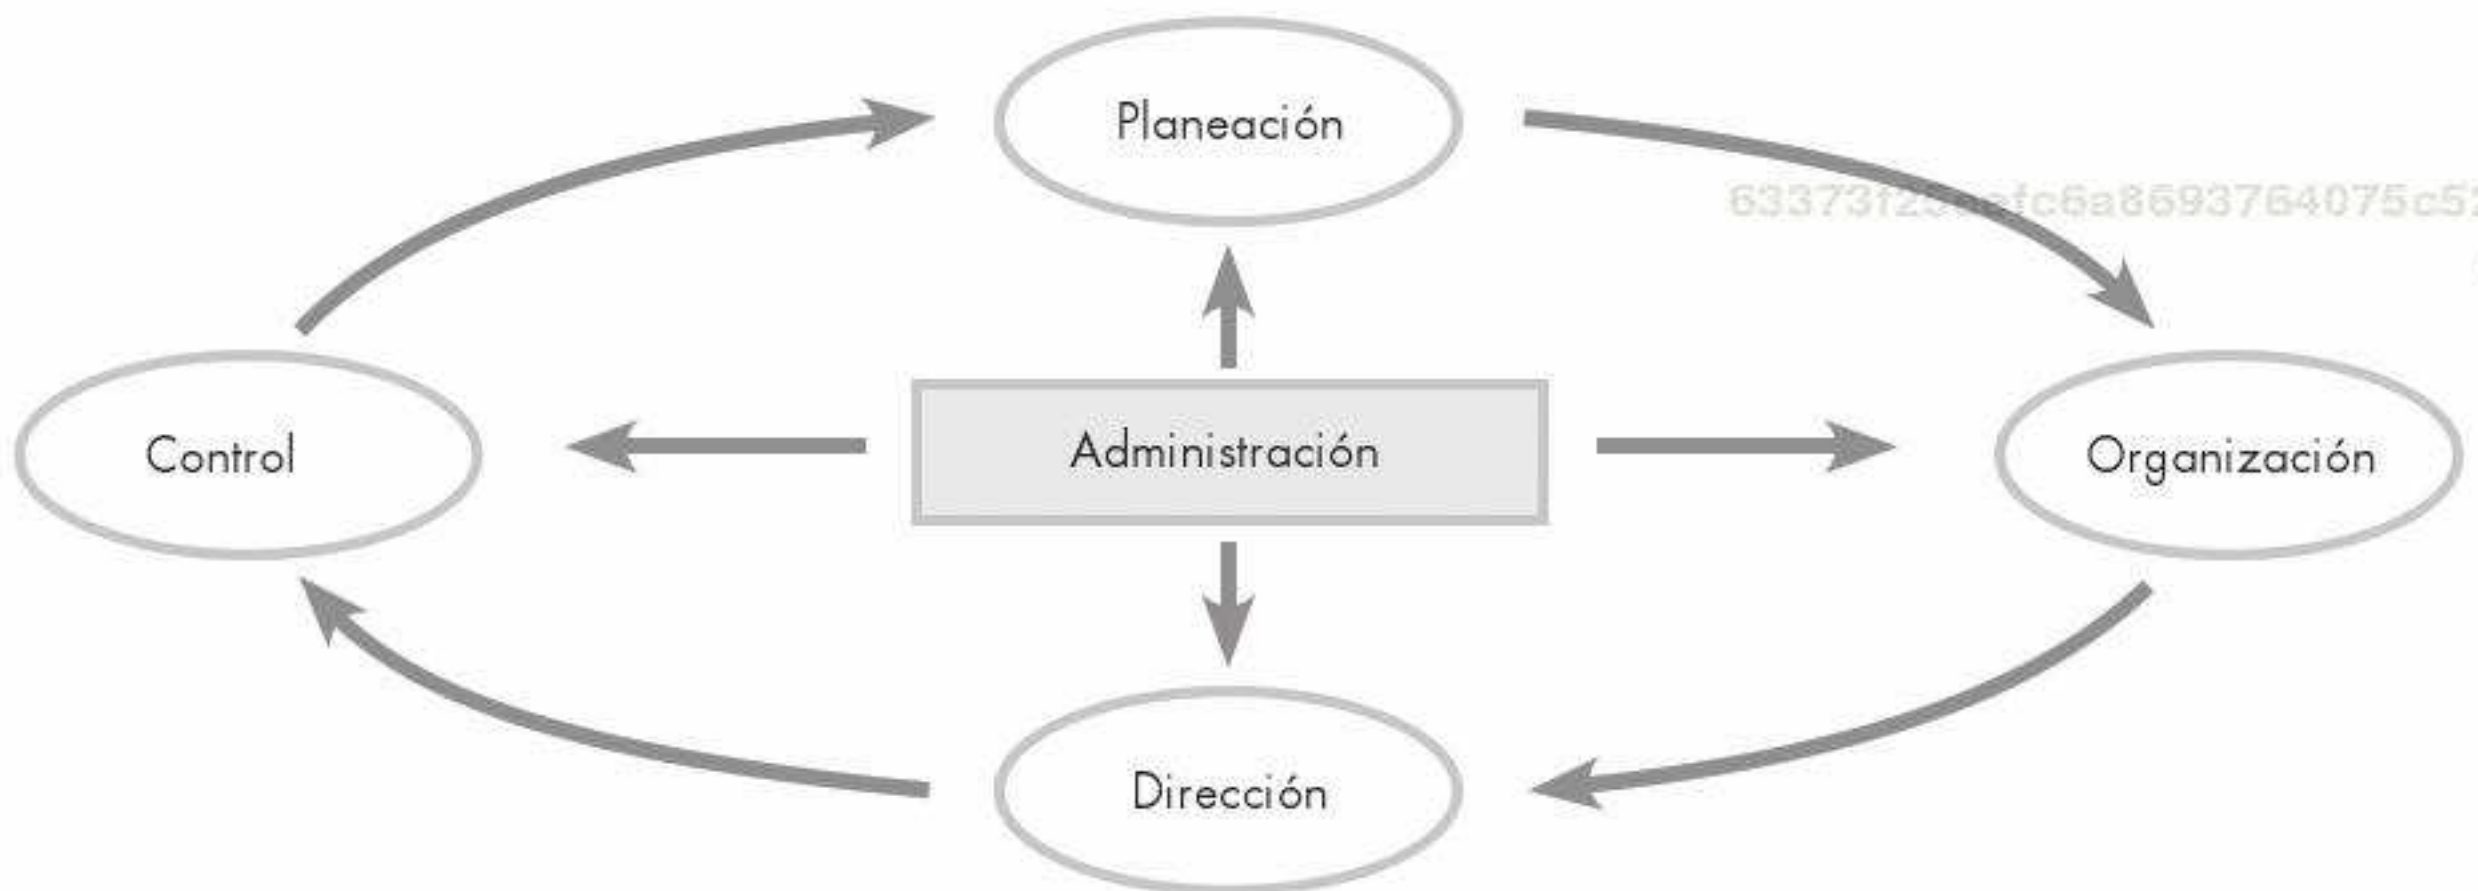 Planeación
Control
Administración
Organización
Dirección